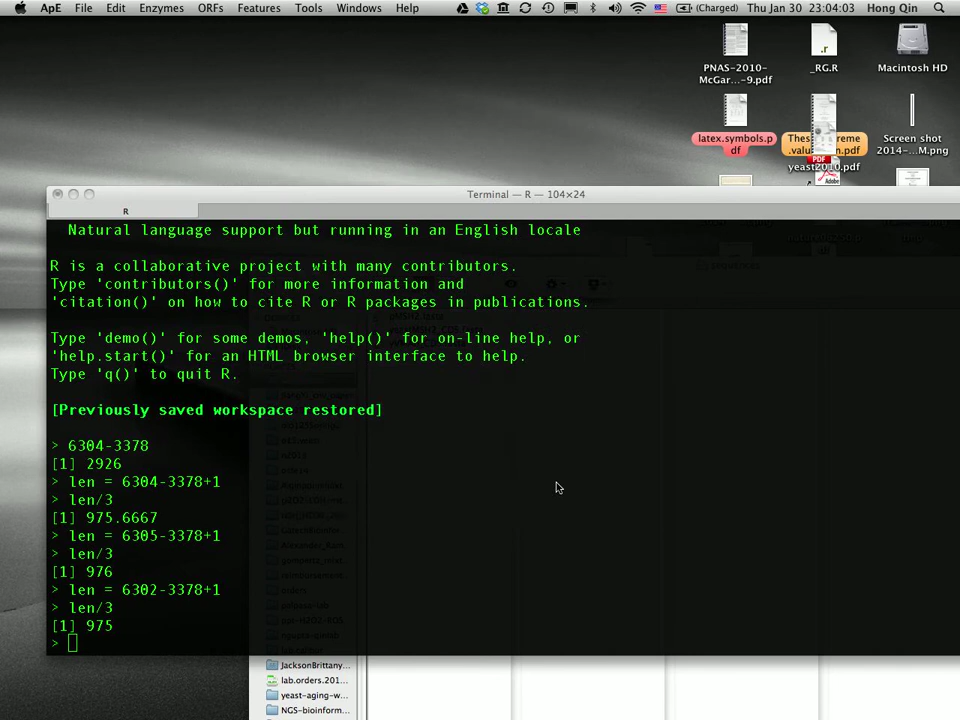 ApE File Edit Enzymes ORFs Features Tools Windows Help (Charged) Thu Jan 30 23:04:03 Hong Qin
PNAS-2010-
McGar...-9.pdf
_RG.R
Macintosh HD
latex.symbols.p
df
yeast2010.pdf
Screen shot
2014-...M.png
PDF
Adobe
Terminal — R — 104×24
R
Natural language support but running in an English locale
R is a collaborative project with many contributors.
Type 'contributors()' for more information and
'citation()' on how to cite R or R packages in publications.
Type 'demo()' for some demos, 'help()' for on-line help, or
'help.start()' for an HTML browser interface to help.
Type 'q()' to quit R.
[Previously saved workspace restored]
> 6304-3378
[1] 2926
> len = 6304-3378+1
> len/3
[1] 975.6667
> len = 6305-3378+1
> len/3
[1] 976
> len = 6302-3378+1
> len/3
[1] 975
>
JacksonBrittany...
lab.orders.201...
yeast-aging-w...
NGS-bioinform...